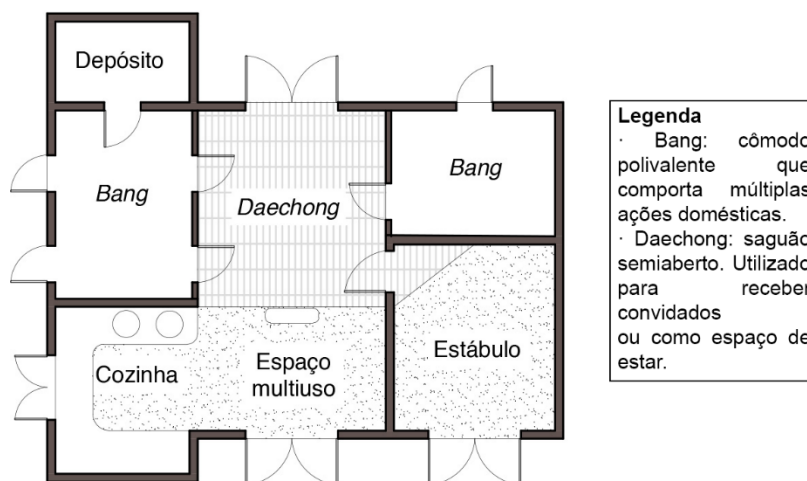 Depósito
Bang
Daechong
Bang
Cozinha
Espaço
multiuso
Estábulo
Legenda
· Bang: cômodo
polivalente que
comporta múltiplas
ações domésticas.
· Daechong: saguão
semiaberto. Utilizado
para receber
convidados
ou como espaço de
estar.